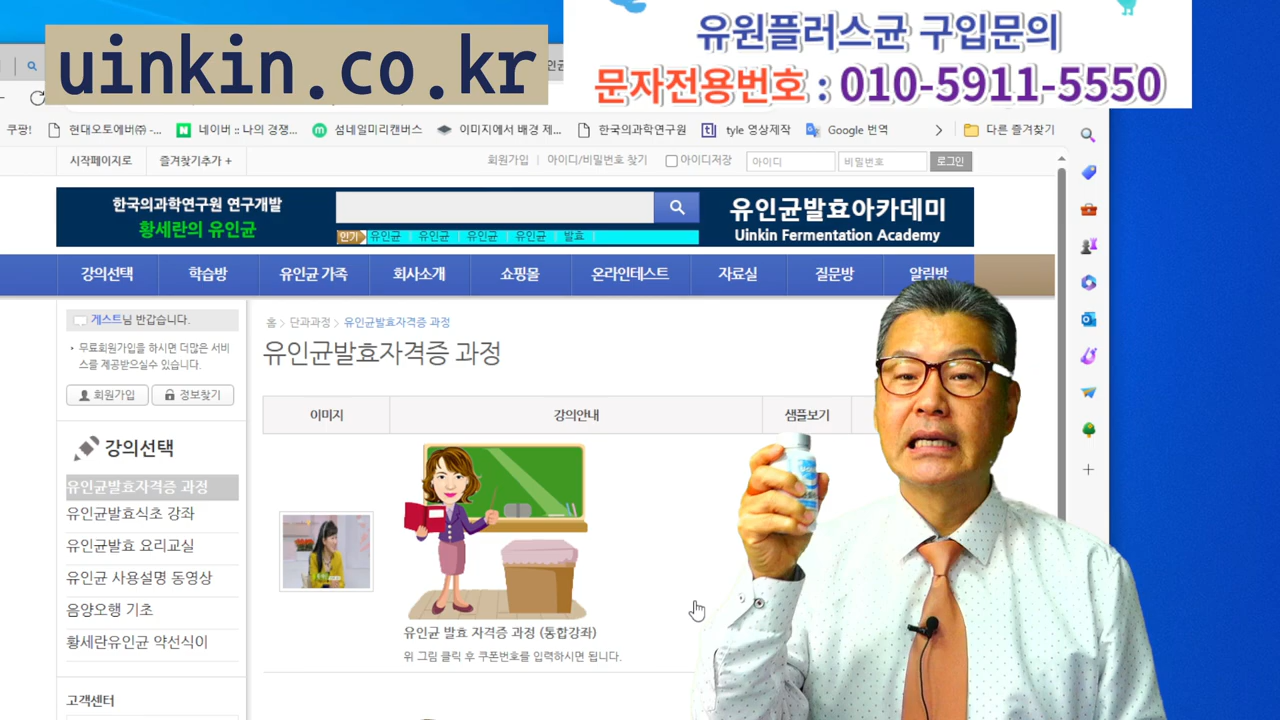 uinkin.co.kr
유원플러스균 구입문의
문자전용번호 : 010-5911-5550
쿠팡!
현대오토에버㈜ -...
네이버 :: 나의 경쟁...
섬네일미리캔버스
이미지에서 배경 제...
한국의과학연구원
tyle 영상제작
Google 번역
다른 즐겨찾기
시작페이지로
즐겨찾기추가 +
회원가입
아이디/비밀번호 찾기
아이디저장
아이디
비밀번호
로그인
한국의과학연구원 연구개발
황세란의 유인균
인기
유인균
유인균
유인균
유인균
발효
유인균발효아카데미
Uinkin Fermentation Academy
강의선택
학습방
유인균 가족
회사소개
쇼핑몰
온라인테스트
자료실
질문방
알림방
게스트님 반갑습니다.
무료회원가입을 하시면 더많은 서비
스를 제공받으실수 있습니다.
회원가입
정보찾기
강의선택
유인균발효자격증 과정
유인균발효식초 강좌
유인균발효 요리교실
유인균 사용설명 동영상
음양오행 기초
황세란유인균 약선식이
고객센터
홈 > 단과과정 > 유인균발효자격증 과정
유인균발효자격증 과정
이미지
강의안내
샘플보기
유인균 발효 자격증 과정 (통합강좌)
위 그림 클릭 후 쿠폰번호를 입력하시면 됩니다.